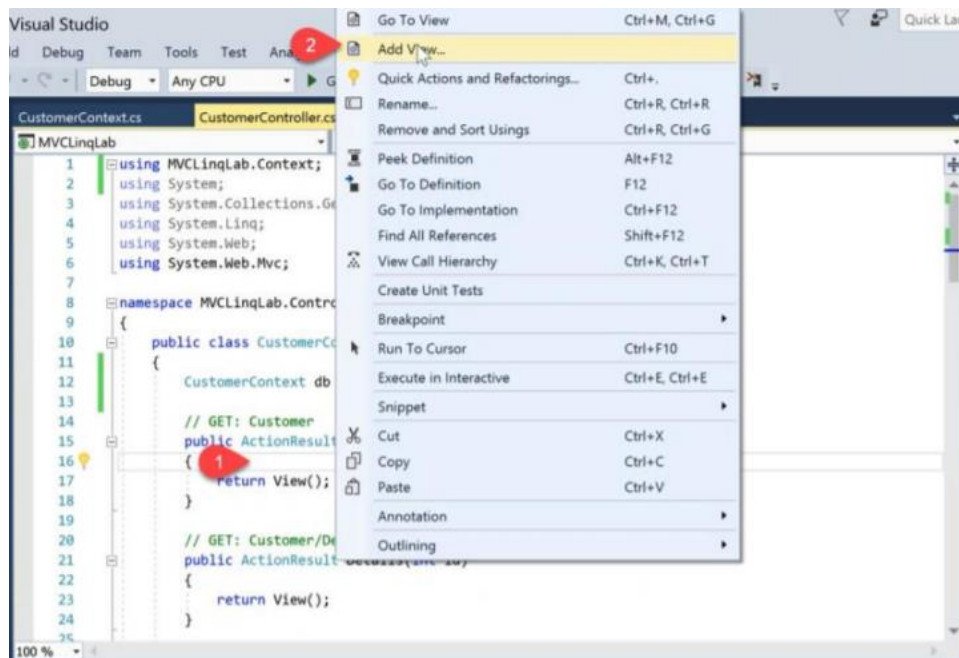 Visual Studio
Debug Team Tools Test
Debug Any CPU
Quick
CustomerContext.cs CustomerController.cs
MVCLinqLab
1 using MVCLinqLab.Context;
2 using System;
3 using System.Collections.Ge
4 using System.Linq;
5 using System.Web;
6 using System.Web.Mvc;
7
8 namespace MVCLinqLab.Contro
9 {
10 public class CustomerCo
11 {
12 CustomerContext db
13
14 // GET: Customer
15 public ActionResult
16 {
17 return View();
18 }
19
20 // GET: Customer/De
21 public ActionResult
22 {
23 return View();
24 }
25
100 %
Go To View Ctrl+M, Ctrl+G
2 Add View...
Quick Actions and Refactorings... Ctrl+.
Rename... Ctrl+R, Ctrl+R
Remove and Sort Usings Ctrl+R, Ctrl+G
Peek Definition Alt+F12
Go To Definition F12
Go To Implementation Ctrl+F12
Find All References Shift+F12
View Call Hierarchy Ctrl+K, Ctrl+T
Create Unit Tests
Breakpoint
Run To Cursor Ctrl+F10
Execute in Interactive Ctrl+E, Ctrl+E
Snippet
Cut Ctrl+X
1 Copy Ctrl+C
Paste Ctrl+V
Annotation
Outlining